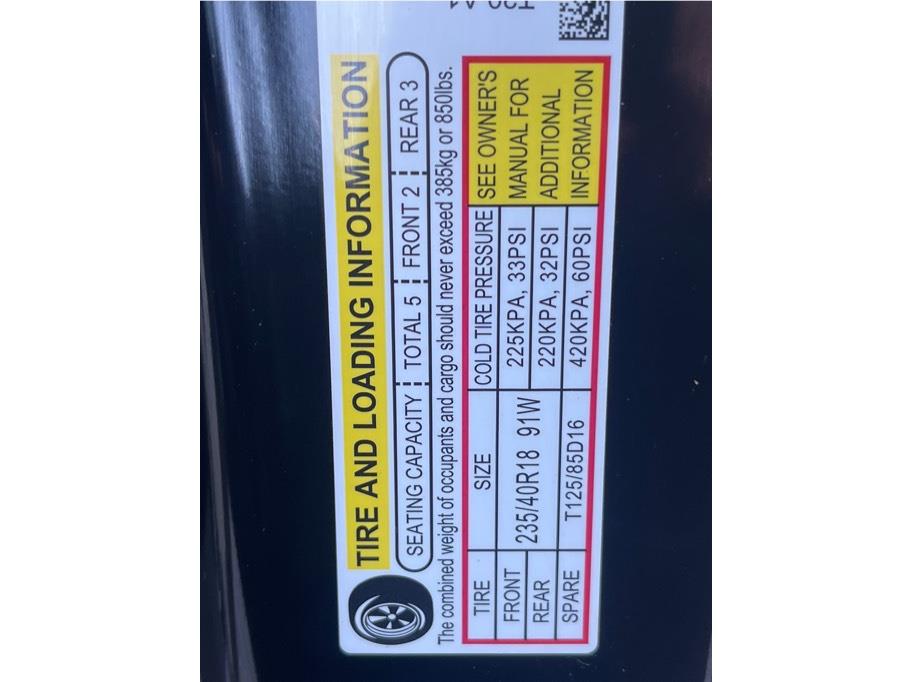 TIRE AND LOADING INFORMATION
SEATING CAPACITY TOTAL 5 FRONT 2 REAR 3
The combined weight of occupants and cargo should never exceed 385kg or 850lbs.
TIRE SIZE COLD TIRE PRESSURE SEE OWNER'S
FRONT 235/40R18 91W 225KPA, 33PSI MANUAL FOR
REAR 220KPA, 32PSI ADDITIONAL
SPARE T125/85D16 420KPA, 60PSI INFORMATION